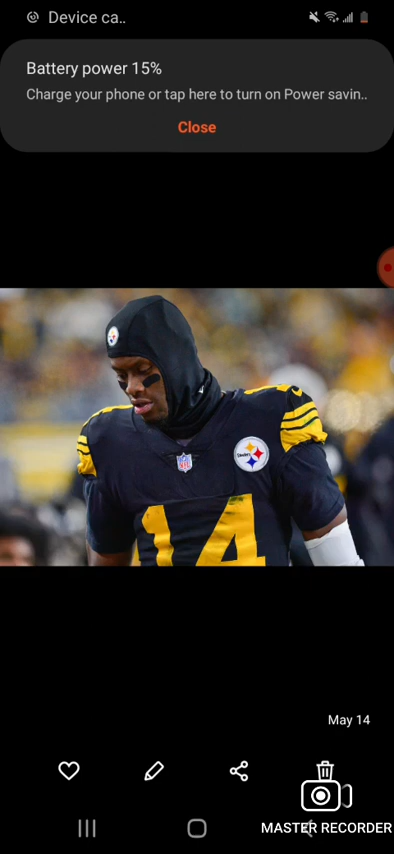 Device ca..
Battery power 15%
Charge your phone or tap here to turn on Power savin..
Close
Steelers
NFL
14
May 14
MASTER RECORDER